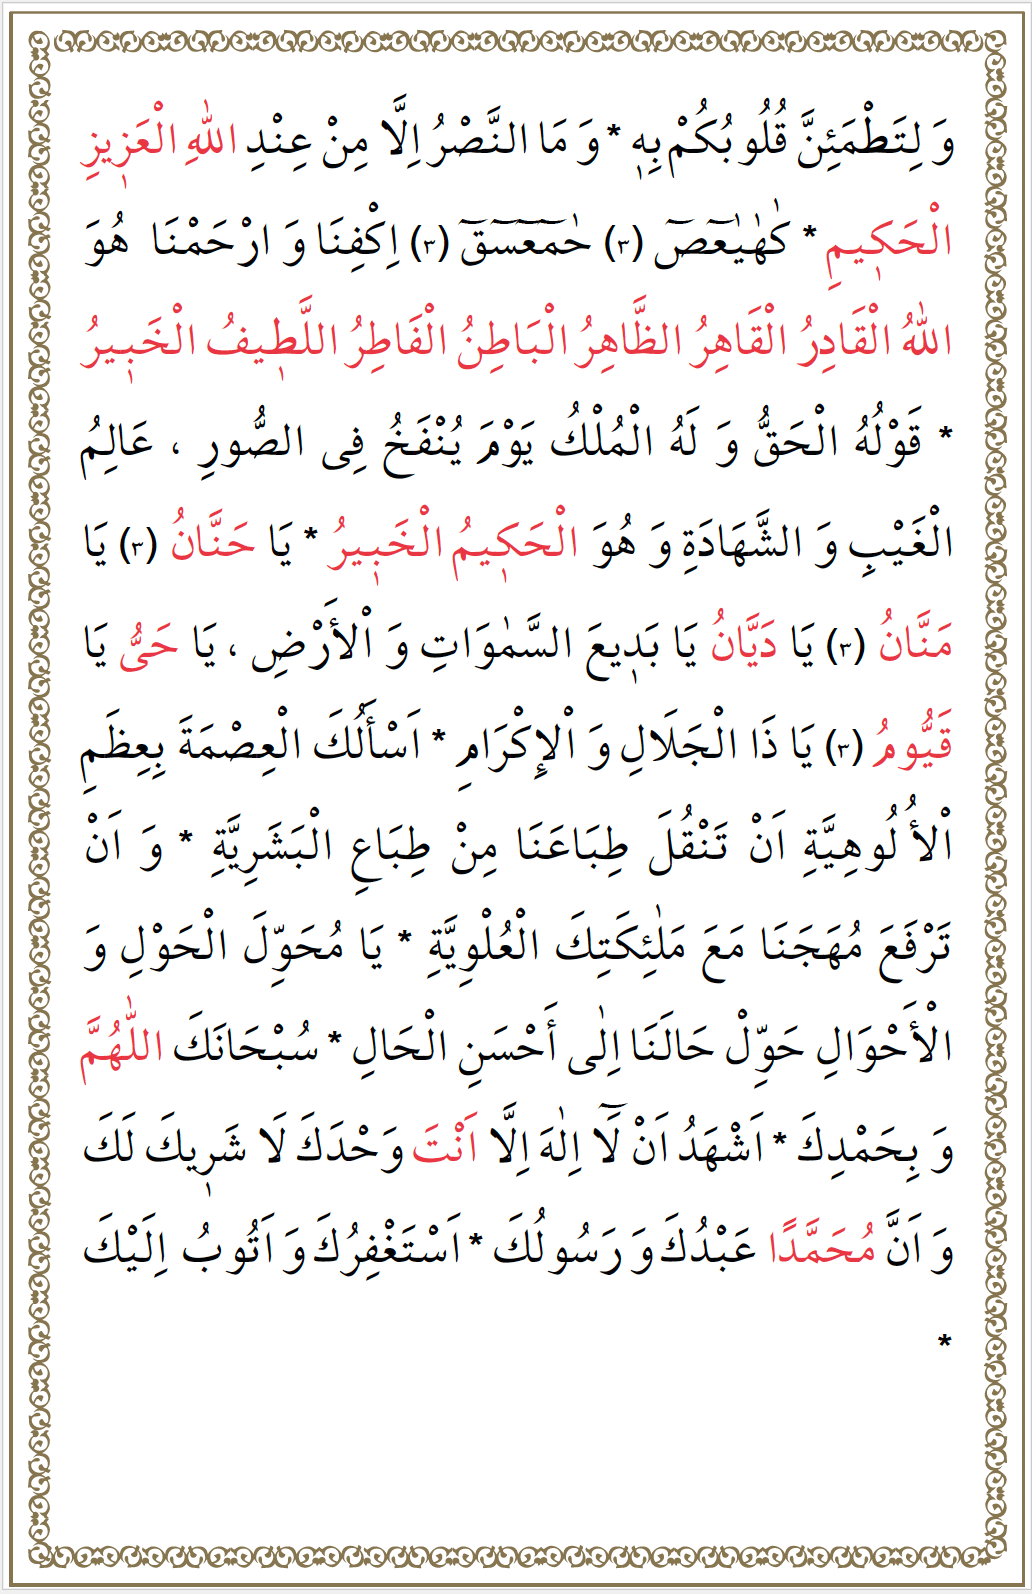 وَ لِتَطْمَئِنَّ قُلُوبُكُمْ بِهٖ * وَ مَا النَّصْرُ اِلَّا مِنْ عِنْدِ اللّٰهِ الْعَزٖيزِ
الْحَكٖيمِ * كٰهٰيٰعٓصٓ (٣) حٰمٓعٓسٓقٓ (٣) اِكْفِنَا وَ ارْحَمْنَا هُوَ
اللّٰهُ الْقَادِرُ الْقَاهِرُ الظَّاهِرُ الْبَاطِنُ الْفَاطِرُ اللَّطٖيفُ الْخَبٖيرُ
* قَوْلُهُ الْحَقُّ وَ لَهُ الْمُلْكُ يَوْمَ يُنْفَخُ فِى الصُّورِ ، عَالِمُ
الْغَيْبِ وَ الشَّهَادَةِ وَ هُوَ الْحَكٖيمُ الْخَبٖيرُ * يَا حَنَّانُ (٣) يَا
مَنَّانُ (٣) يَا دَيَّانُ يَا بَدٖيعَ السَّمٰوَاتِ وَ اْلأَرْضِ ، يَا حَىُّ يَا
قَيُّومُ (٣) يَا ذَا الْجَلَالِ وَ اْلإِكْرَامِ * اَسْأَلُكَ الْعِصْمَةَ بِعِظَمِ
اْلأُلُوهِيَّةِ اَنْ تَنْقُلَ طِبَاعَنَا مِنْ طِبَاعِ الْبَشَرِيَّةِ * وَ اَنْ
تَرْفَعَ مُهَجَنَا مَعَ مَلٰئِكَتِكَ الْعُلْوِيَّةِ * يَا مُحَوِّلَ الْحَوْلِ وَ
الْأَحْوَالِ حَوِّلْ حَالَنَا اِلٰى أَحْسَنِ الْحَالِ * سُبْحَانَكَ اللّٰهُمَّ
وَ بِحَمْدِكَ * اَشْهَدُ اَنْ لَٓا اِلٰهَ اِلَّا اَنْتَ وَحْدَكَ لَا شَرٖيكَ لَكَ
وَ اَنَّ مُحَمَّدًا عَبْدُكَ وَ رَسُولُكَ * اَسْتَغْفِرُكَ وَ اَتُوبُ اِلَيْكَ
*